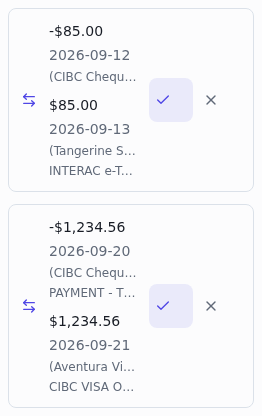 -$85.00
2026-09-12
(CIBC Chequ...
$85.00
2026-09-13
(Tangerine S...
INTERAC e-T...
-$1,234.56
2026-09-20
(CIBC Chequ...
PAYMENT - T...
$1,234.56
2026-09-21
(Aventura Vi...
CIBC VISA O...